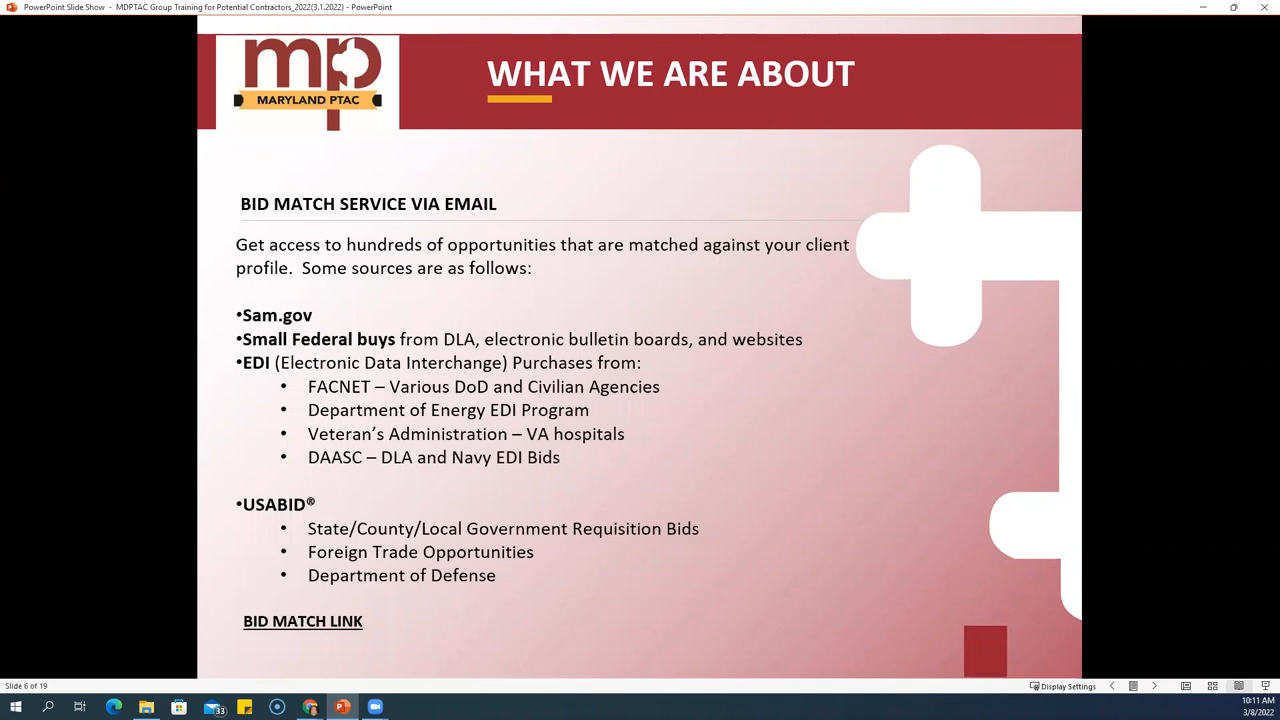 PowerPoint Slide Show - MDPTAC Group Training for Potential Contractors_2022(3.1.2022) - PowerPoint
mp
MARYLAND PTAC
WHAT WE ARE ABOUT
BID MATCH SERVICE VIA EMAIL
Get access to hundreds of opportunities that are matched against your client
profile. Some sources are as follows:
•Sam.gov
•Small Federal buys from DLA, electronic bulletin boards, and websites
•EDI (Electronic Data Interchange) Purchases from:
• FACNET – Various DoD and Civilian Agencies
• Department of Energy EDI Program
• Veteran’s Administration – VA hospitals
• DAASC – DLA and Navy EDI Bids
•USABID®
• State/County/Local Government Requisition Bids
• Foreign Trade Opportunities
• Department of Defense
BID MATCH LINK
Slide 6 of 19
Display Settings
33
10:11 AM
3/8/2022